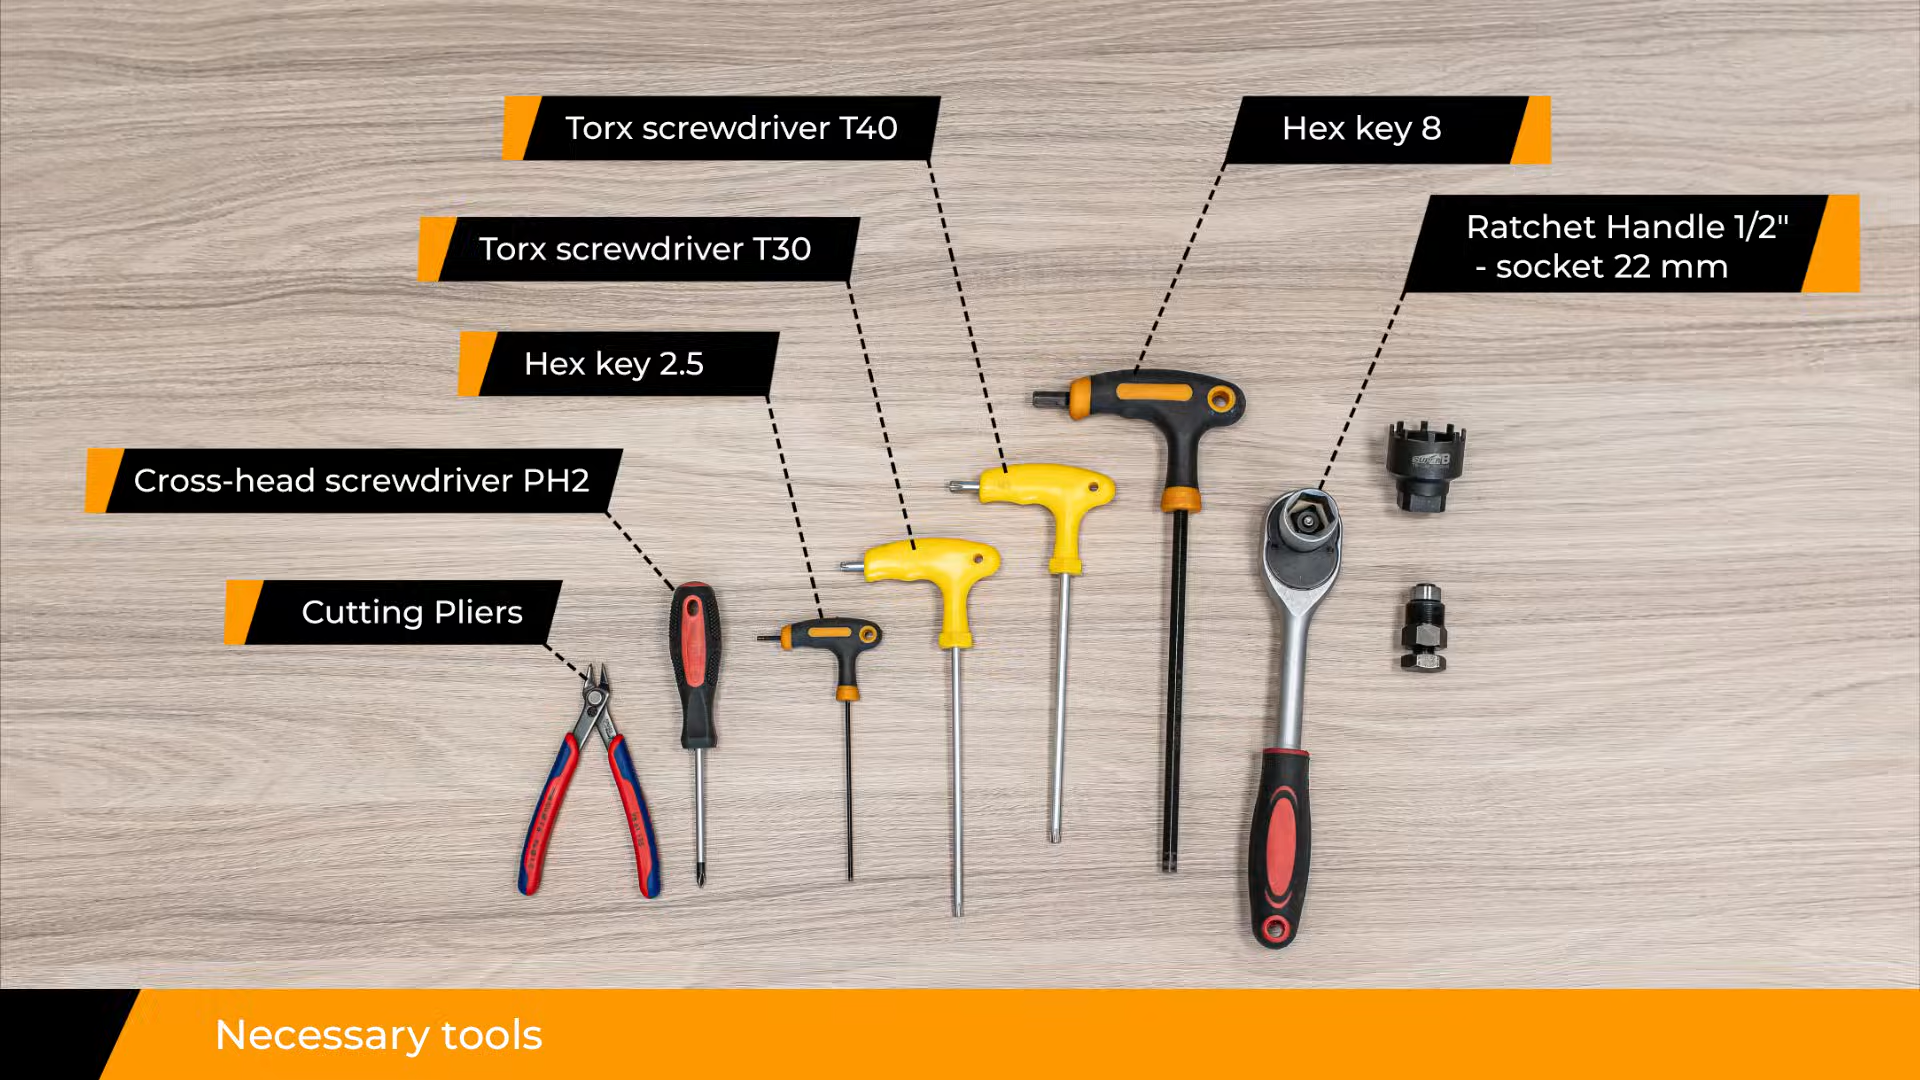 Torx screwdriver T40
Hex key 8
Ratchet Handle 1/2"
- socket 22 mm
Torx screwdriver T30
Hex key 2.5
Cross-head screwdriver PH2
Cutting Pliers
Necessary tools